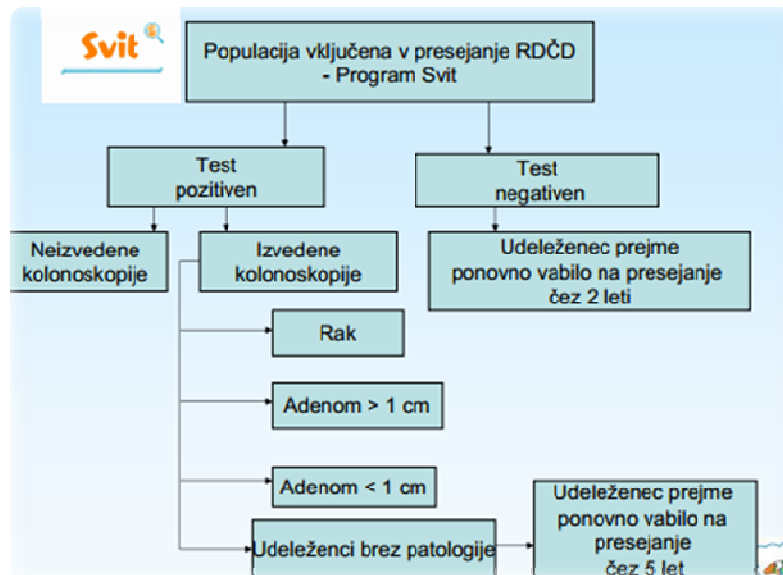 Svit
Populacija vključena v presejanje RDČD
- Program Svit
Test
pozitiven
Test
negativen
Neizvedene
kolonoskopije
Izvedene
kolonoskopije
Udeleženec prejme
ponovno vabilo na presejanje
čez 2 leti
Rak
Adenom > 1 cm
Adenom < 1 cm
Udeleženci brez patologije
Udeleženec prejme
ponovno vabilo na
presejanje
čez 5 let